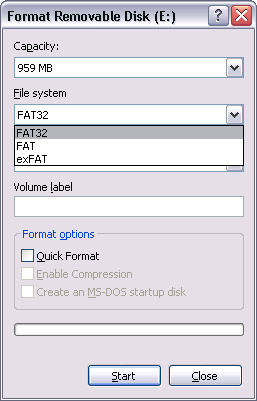 Format Removable Disk (E:)
Capacity:
959 MB
File system
FAT32
FAT32
FAT
exFAT
Volume label
Format options
Quick Format
Enable Compression
Create an MS-DOS startup disk
Start
Close